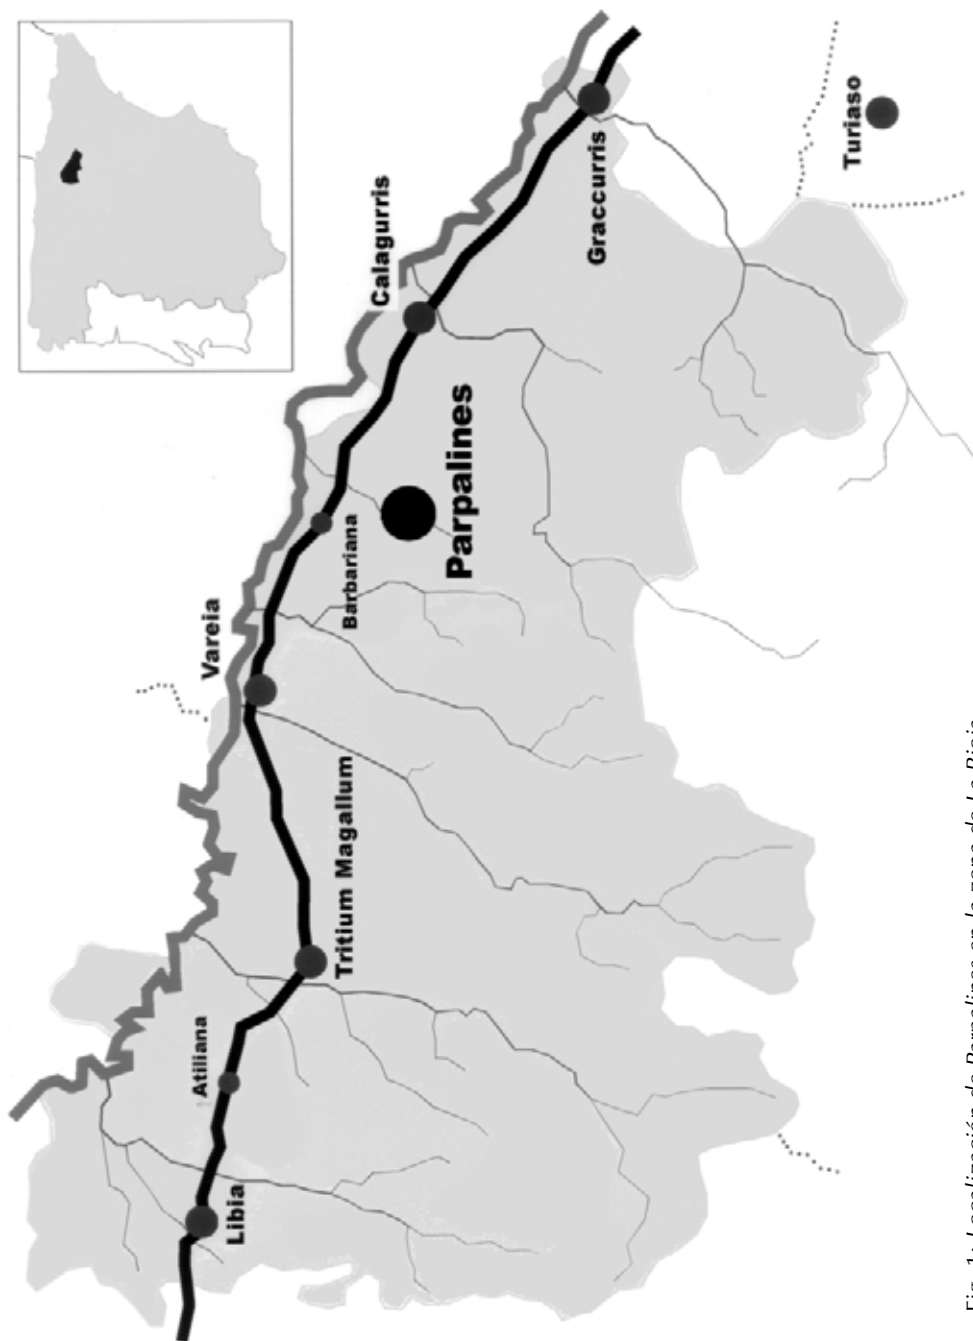 Atiliana
Vareia
Libia
Tritium Magallum
Barbariana
Calagurris
Parpalines
Graccurris
Turiaso
Fig. 1: Localización de Parpalines en la zona de La Rioja